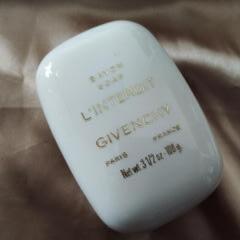 SAVON
SOAP
L'INTERDIT
GIVENCHY
PARIS FRANCE
Net wt. 3 1/2 oz - 100 g.